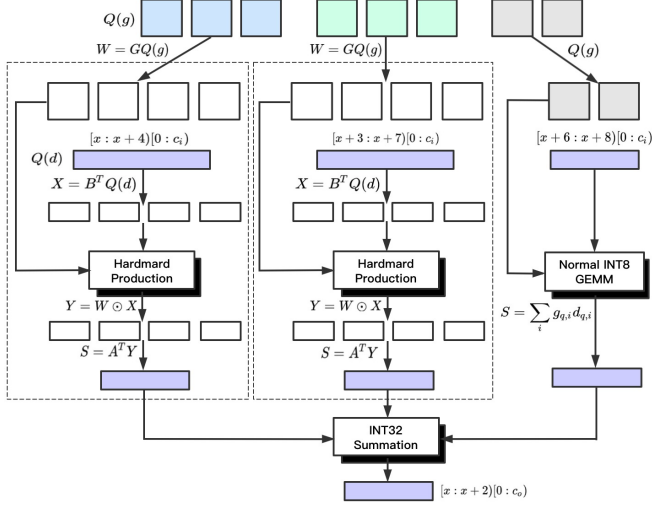 Q(g)
W = GQ(g)
W = GQ(g)
Q(g)
[x : x + 4)[0 : c_i)
[x + 3 : x + 7)[0 : c_i)
[x + 6 : x + 8)[0 : c_i)
Q(d)
X = B^T Q(d)
X = B^T Q(d)
Hardmard
Production
Hardmard
Production
Normal INT8
GEMM
Y = W ⊙ X
Y = W ⊙ X
S = ∑_i g_{q,i} d_{q,i}
S = A^T Y
S = A^T Y
INT32
Summation
[x : x + 2)[0 : c_o)